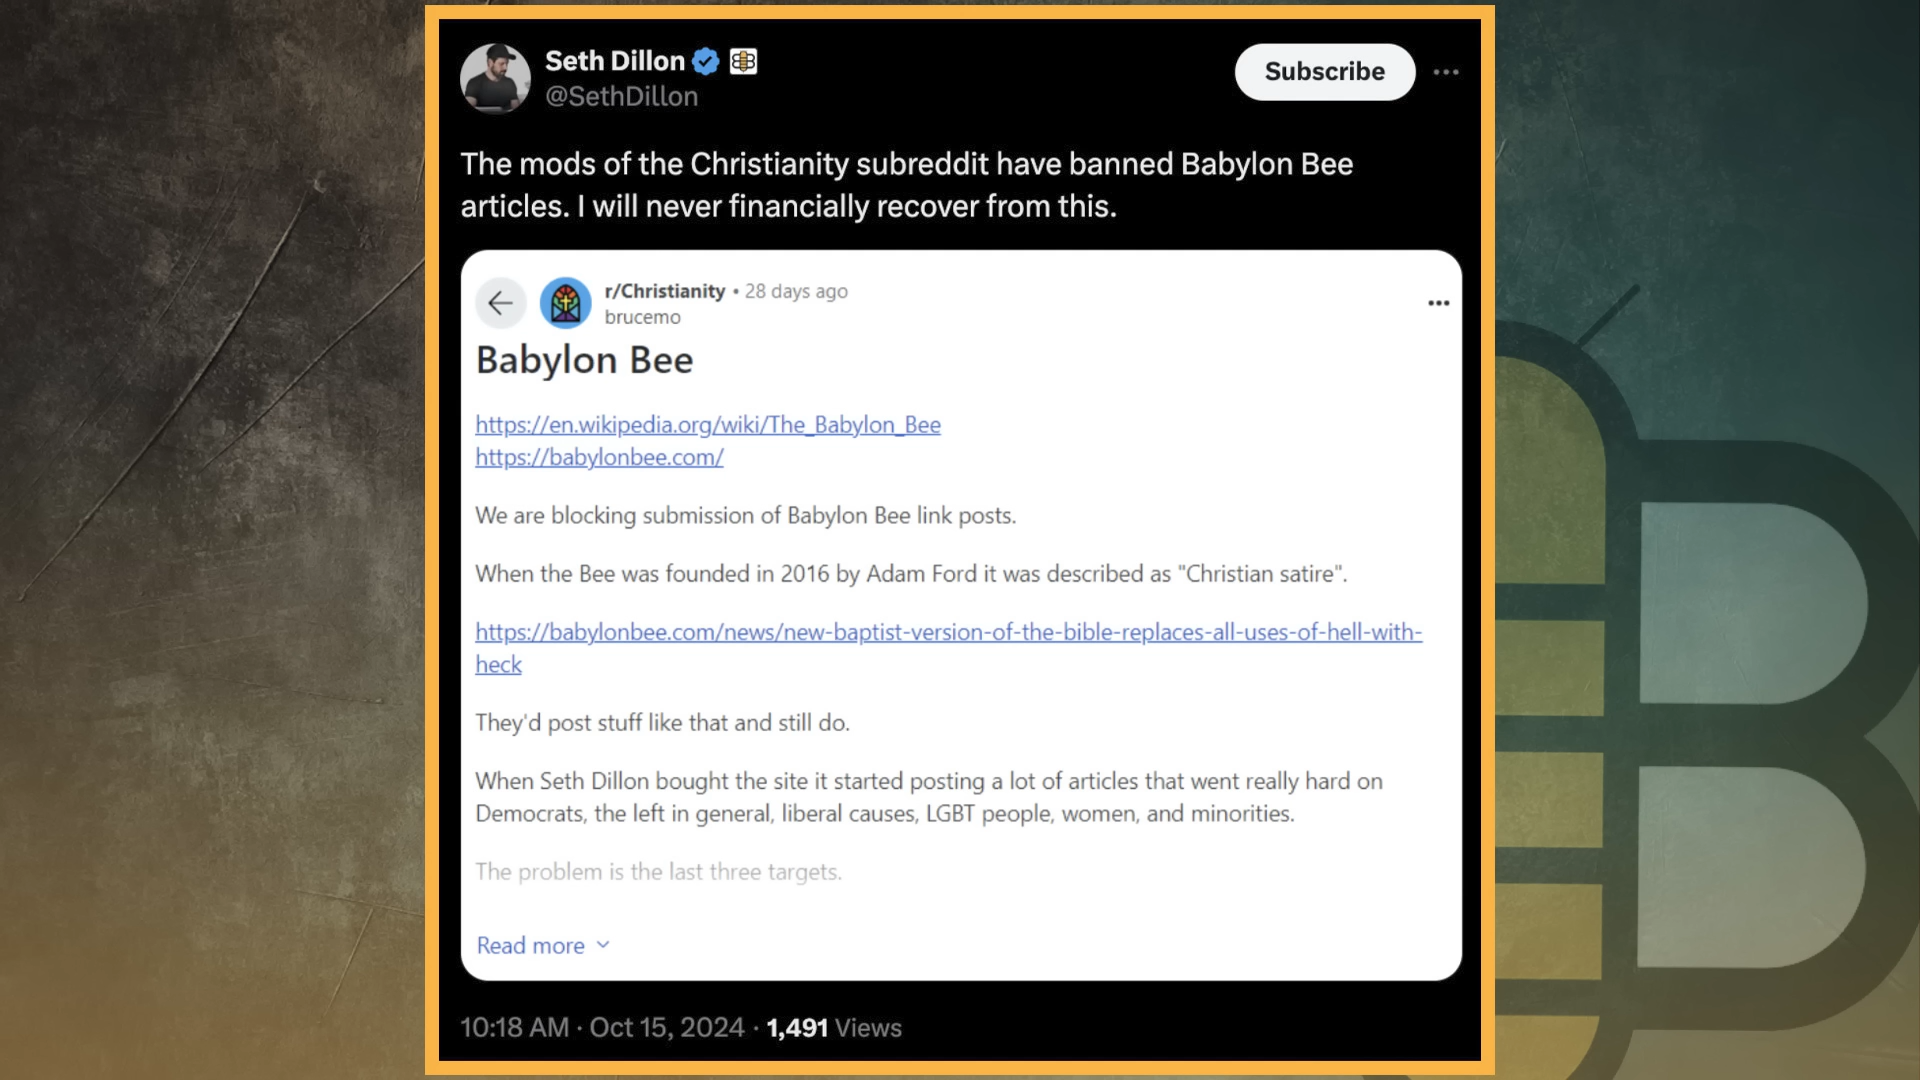 Seth Dillon
@SethDillon
Subscribe
The mods of the Christianity subreddit have banned Babylon Bee
articles. I will never financially recover from this.
r/Christianity • 28 days ago
brucemo
Babylon Bee
https://en.wikipedia.org/wiki/The_Babylon_Bee
https://babylonbee.com/
We are blocking submission of Babylon Bee link posts.
When the Bee was founded in 2016 by Adam Ford it was described as "Christian satire".
https://babylonbee.com/news/new-baptist-version-of-the-bible-replaces-all-uses-of-hell-with-
heck
They'd post stuff like that and still do.
When Seth Dillon bought the site it started posting a lot of articles that went really hard on
Democrats, the left in general, liberal causes, LGBT people, women, and minorities.
The problem is the last three targets.
Read more
10:18 AM · Oct 15, 2024 · 1,491 Views